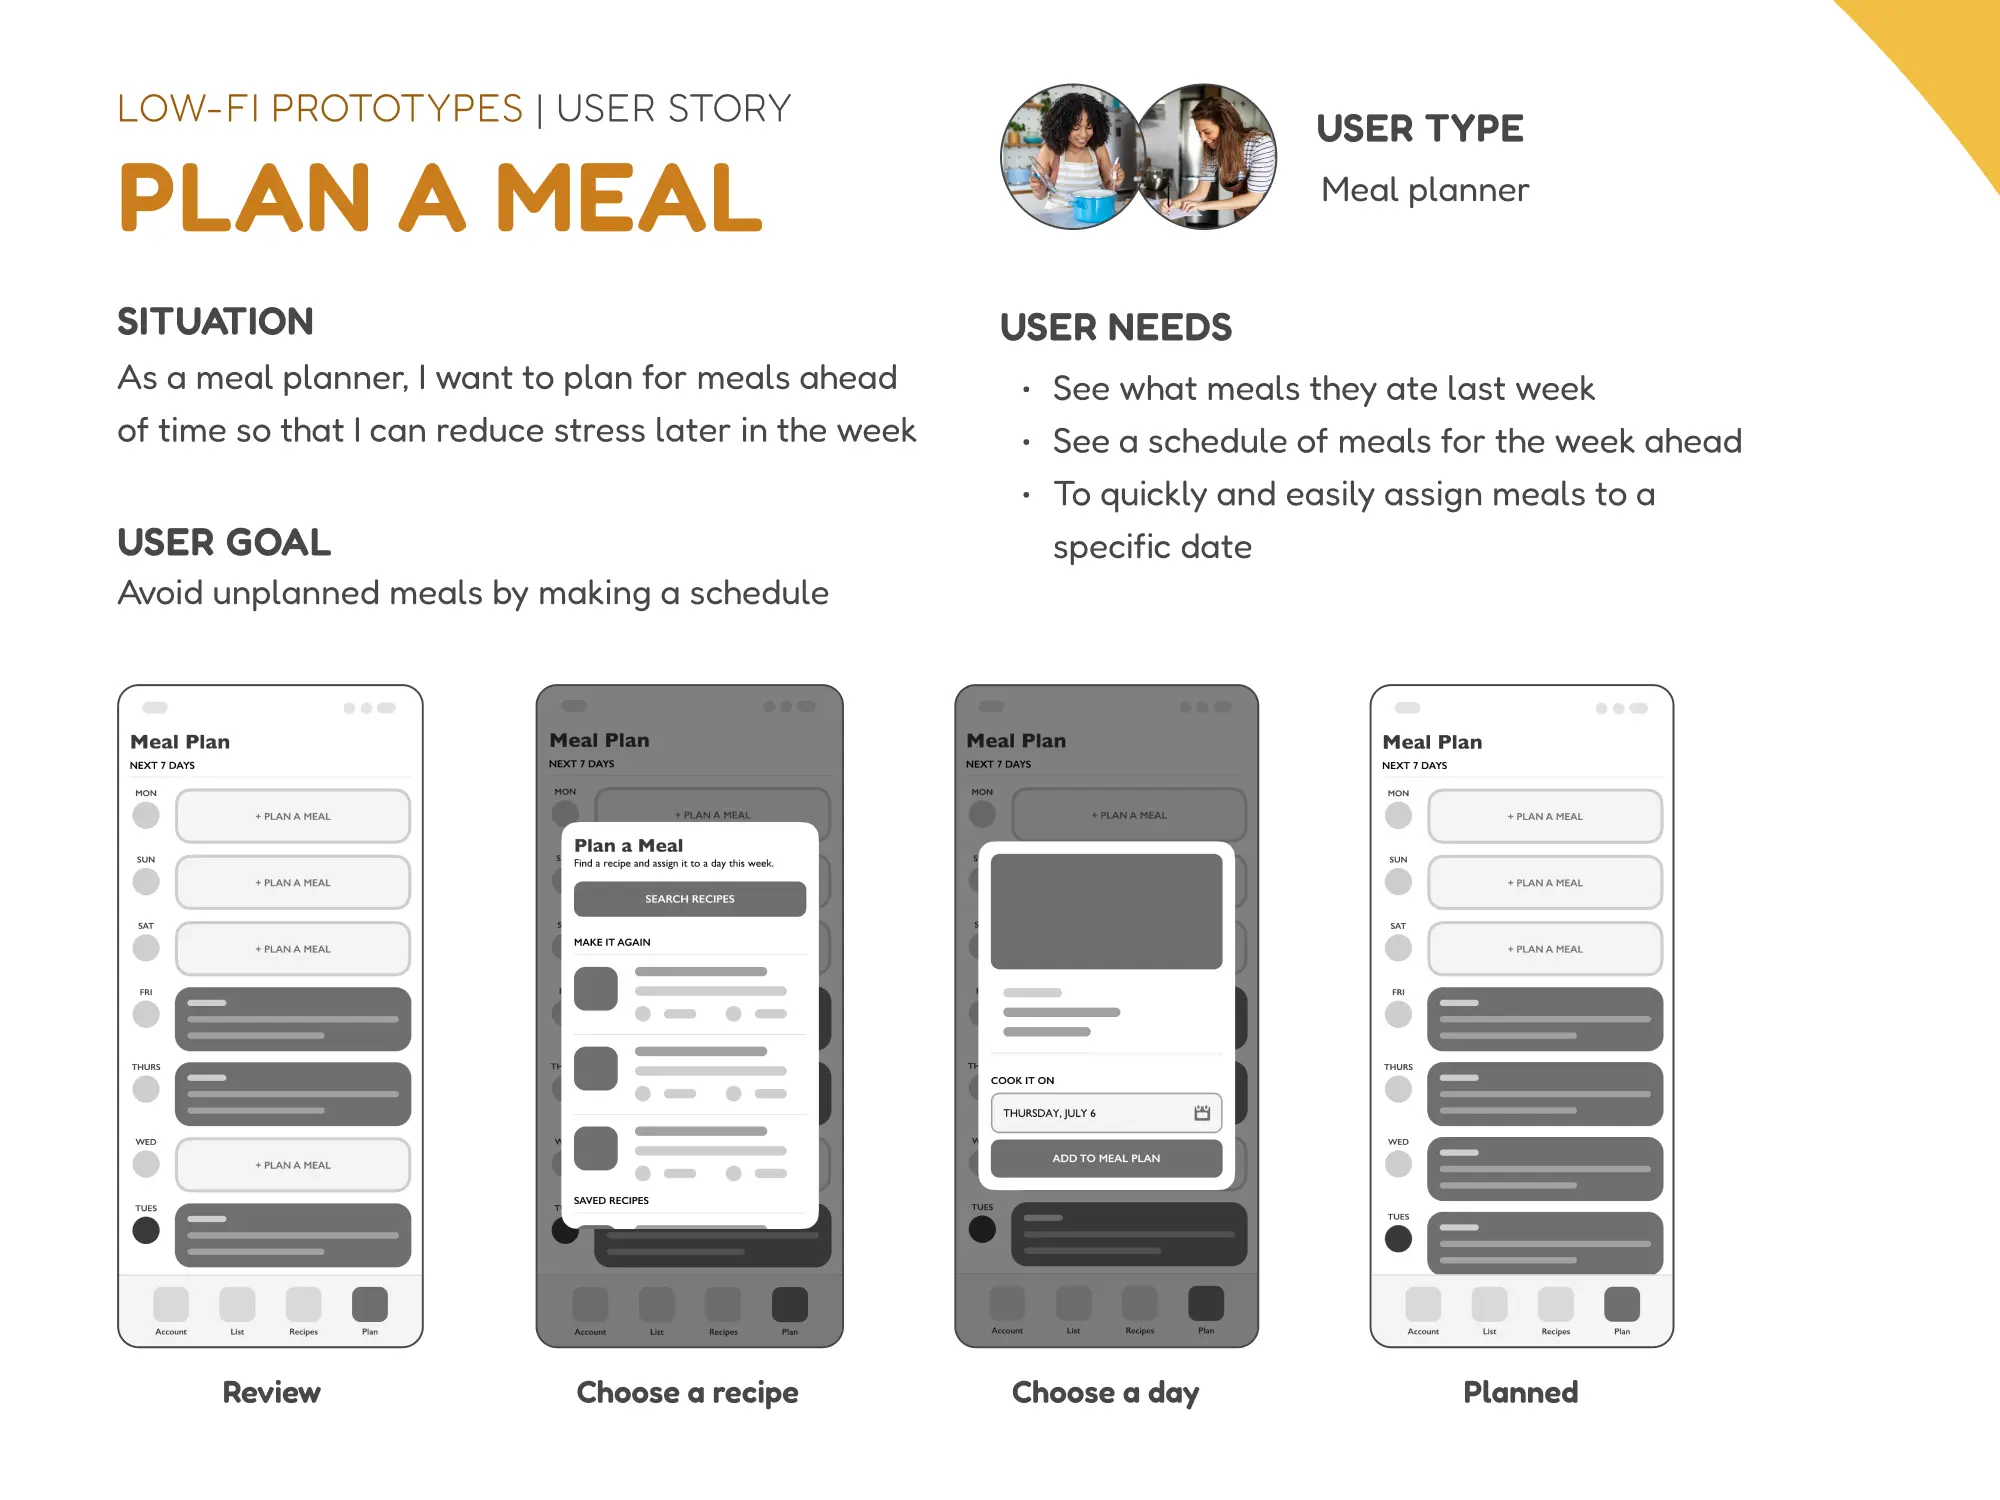 LOW-FI PROTOTYPES | USER STORY
PLAN A MEAL
USER TYPE
Meal planner
SITUATION
As a meal planner, I want to plan for meals ahead
of time so that I can reduce stress later in the week
USER GOAL
Avoid unplanned meals by making a schedule
USER NEEDS
• See what meals they ate last week
• See a schedule of meals for the week ahead
• To quickly and easily assign meals to a
specific date
Meal Plan
NEXT 7 DAYS
MON
+ PLAN A MEAL
SUN
+ PLAN A MEAL
SAT
+ PLAN A MEAL
FRI
THURS
WED
+ PLAN A MEAL
TUES
Account
List
Recipes
Plan
Review
Meal Plan
NEXT 7 DAYS
MON
+ PLAN A MEAL
Plan a Meal
Find a recipe and assign it to a day this week.
SEARCH RECIPES
MAKE IT AGAIN
SAVED RECIPES
Account
List
Recipes
Plan
Choose a recipe
Meal Plan
NEXT 7 DAYS
MON
+ PLAN A MEAL
COOK IT ON
THURSDAY, JULY 6
ADD TO MEAL PLAN
TUES
Account
List
Recipes
Plan
Choose a day
Meal Plan
NEXT 7 DAYS
MON
+ PLAN A MEAL
SUN
+ PLAN A MEAL
SAT
+ PLAN A MEAL
FRI
THURS
WED
TUES
Account
List
Recipes
Plan
Planned